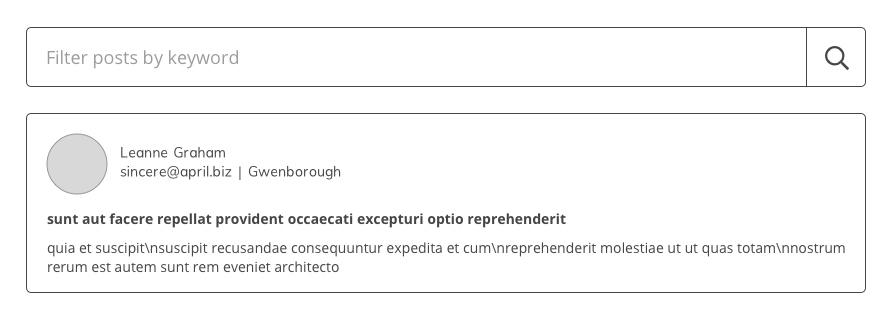 Filter posts by keyword
Leanne Graham
sincere@april.biz | Gwenborough
sunt aut facere repellat provident occaecati excepturi optio reprehenderit
quia et suscipit\nsuscipit recusandae consequuntur expedita et cum\nreprehenderit molestiae ut ut quas totam\nnostrum
rerum est autem sunt rem eveniet architecto